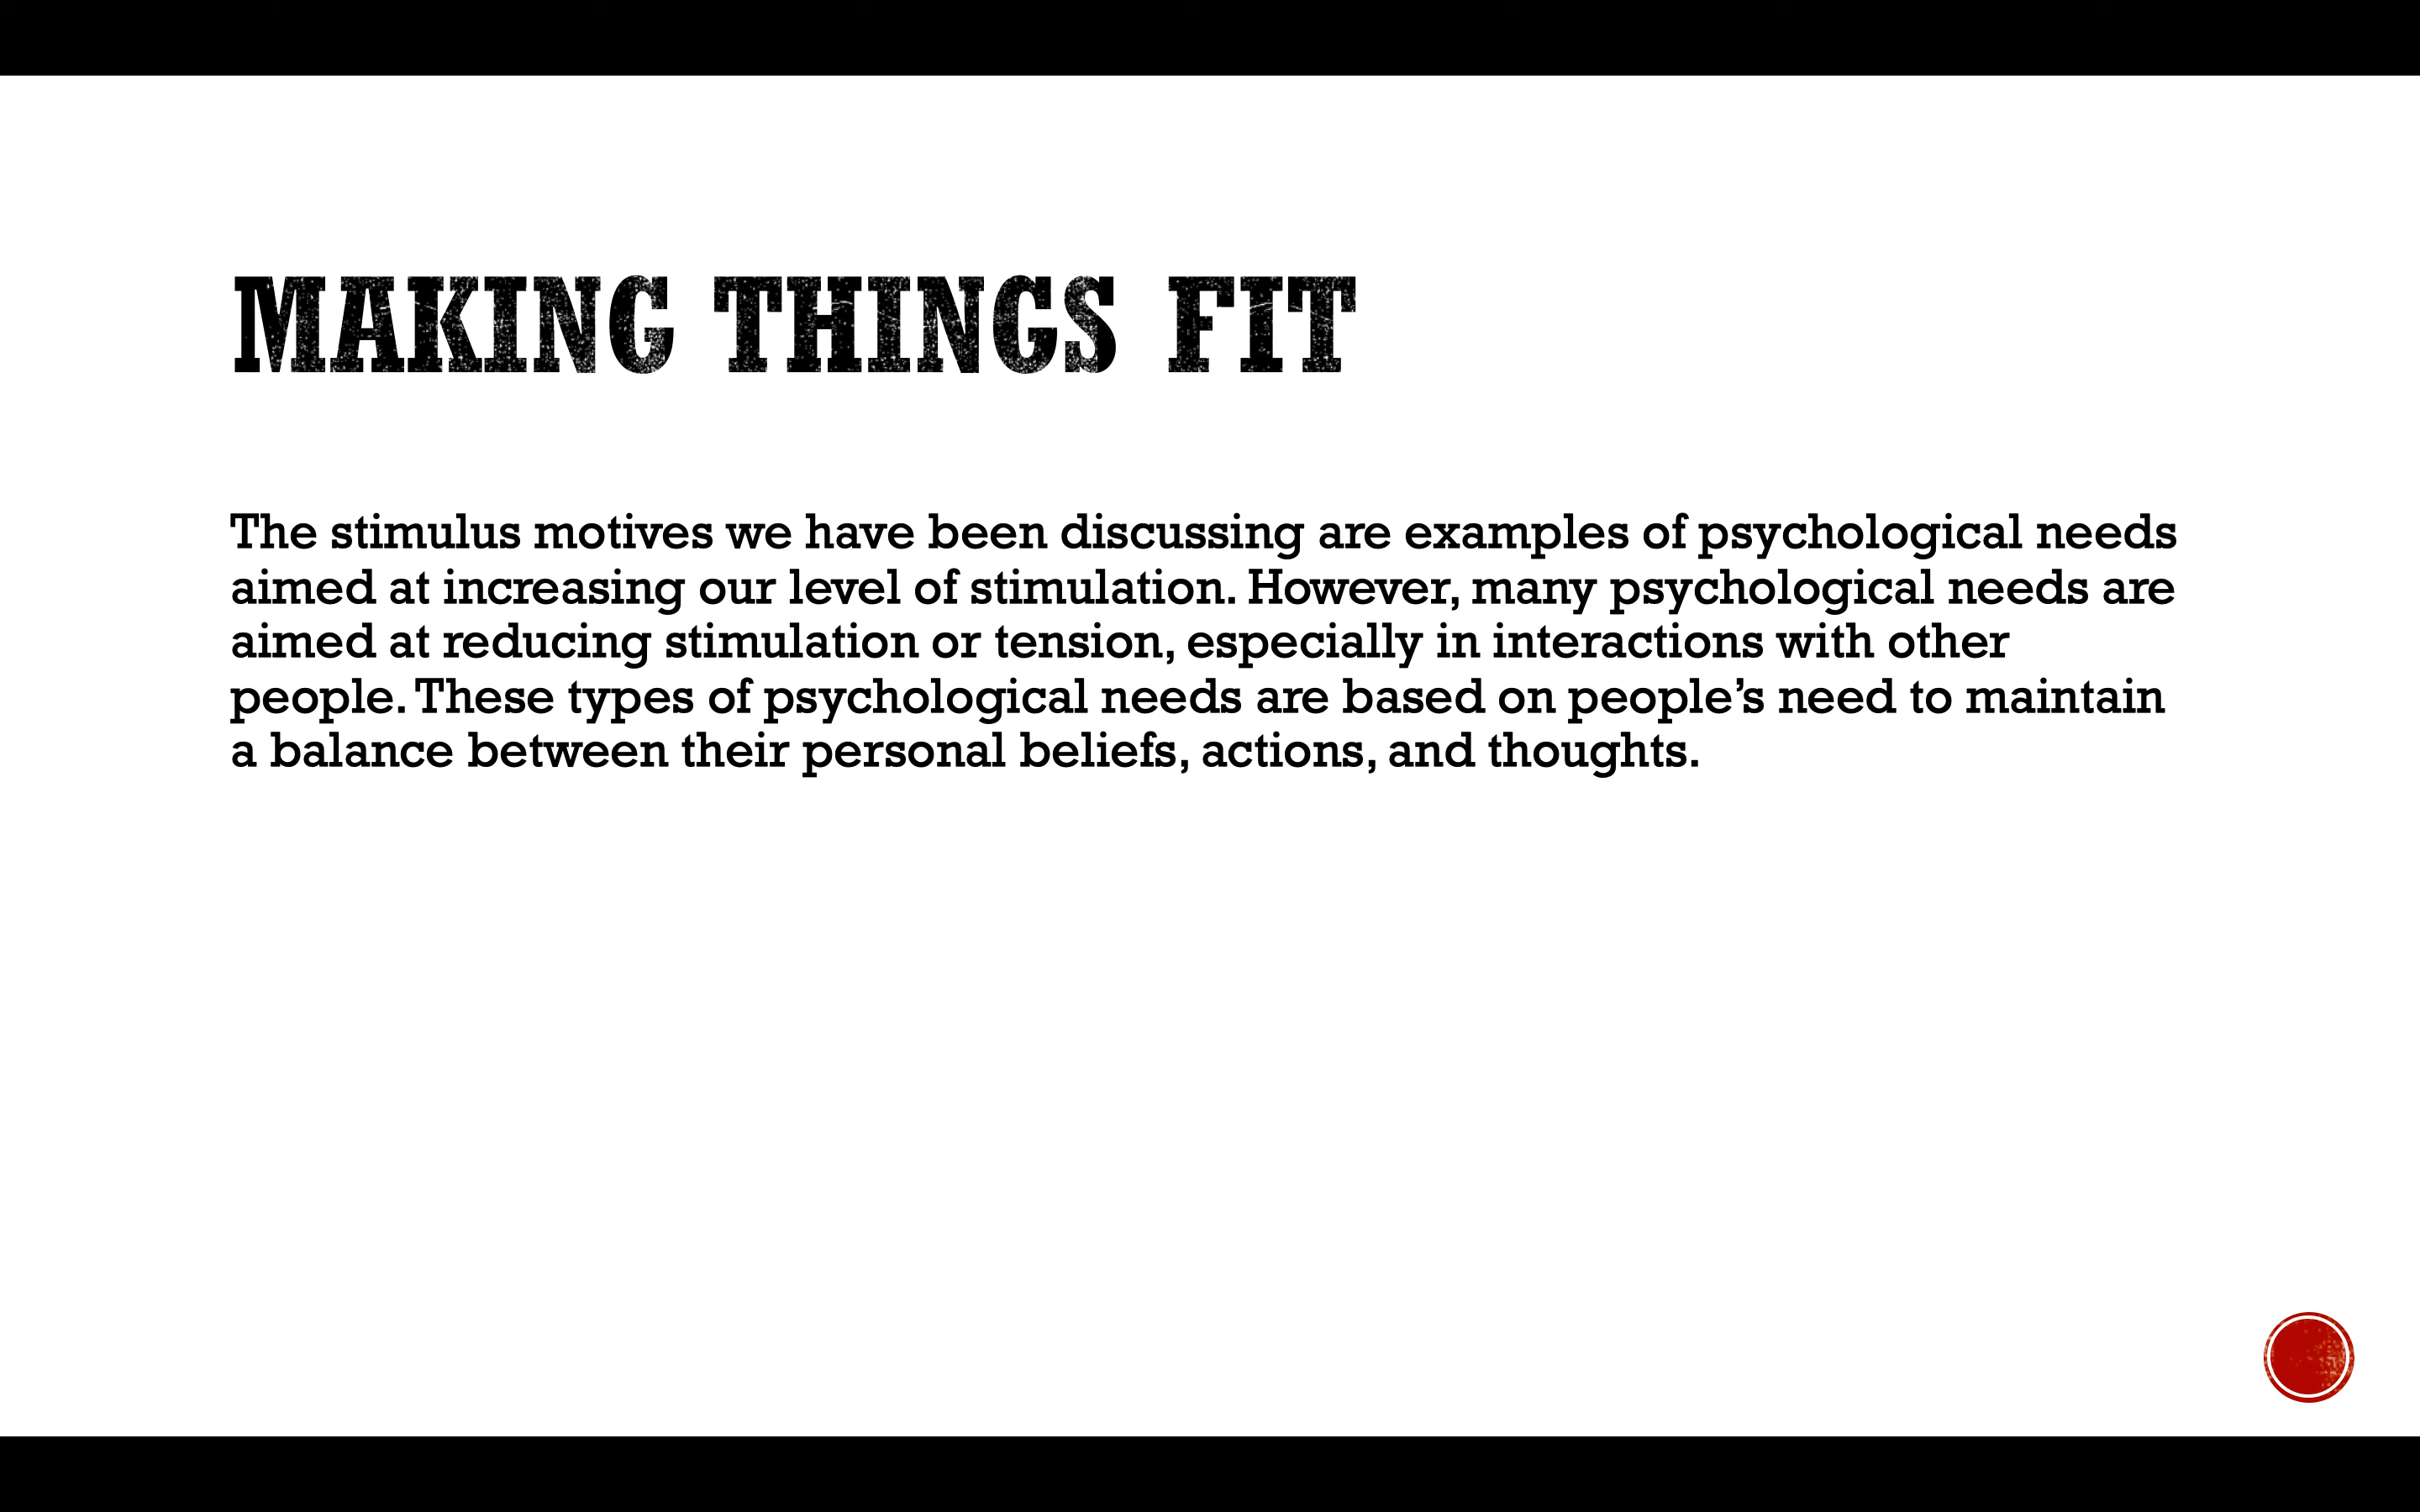 MAKING THINGS FIT
The stimulus motives we have been discussing are examples of psychological needs
aimed at increasing our level of stimulation. However, many psychological needs are
aimed at reducing stimulation or tension, especially in interactions with other
people. These types of psychological needs are based on people’s need to maintain
a balance between their personal beliefs, actions, and thoughts.